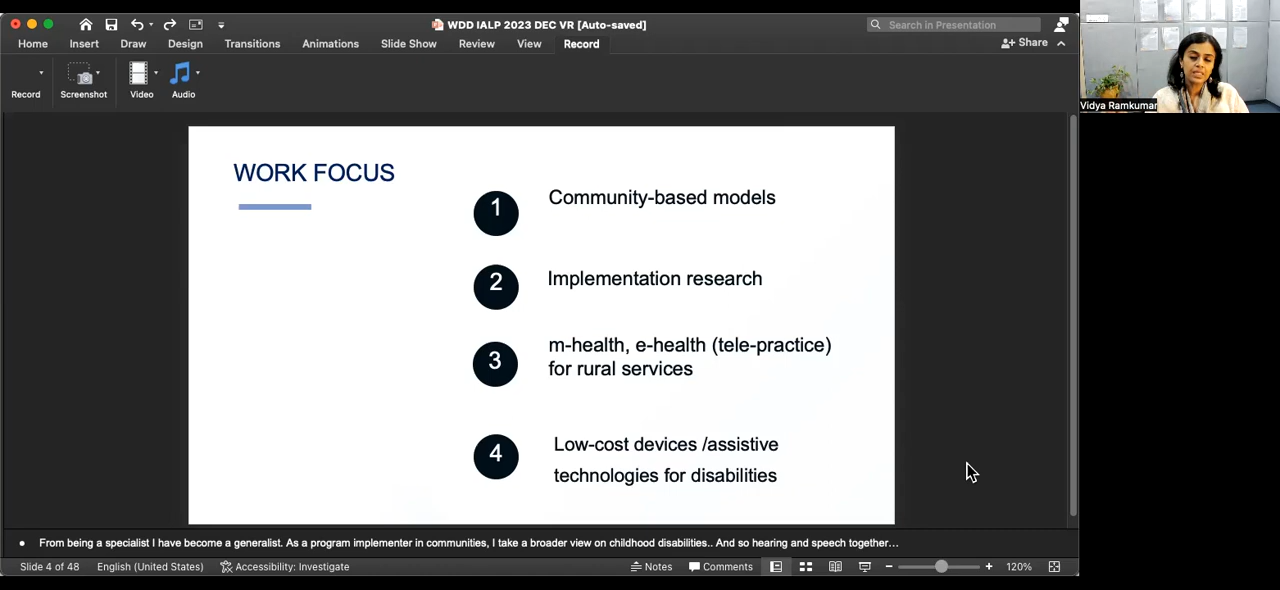 WDD IALP 2023 DEC VR [Auto-saved]
Search in Presentation
Home Insert Draw Design Transitions Animations Slide Show Review View Record
Share
Record Screenshot Video Audio
Vidya Ramkumar
WORK FOCUS
1 Community-based models
2 Implementation research
3 m-health, e-health (tele-practice)
for rural services
4 Low-cost devices /assistive
technologies for disabilities
• From being a specialist I have become a generalist. As a program implementer in communities, I take a broader view on childhood disabilities.. And so hearing and speech together…
Slide 4 of 48 English (United States) Accessibility: Investigate Notes Comments 120%